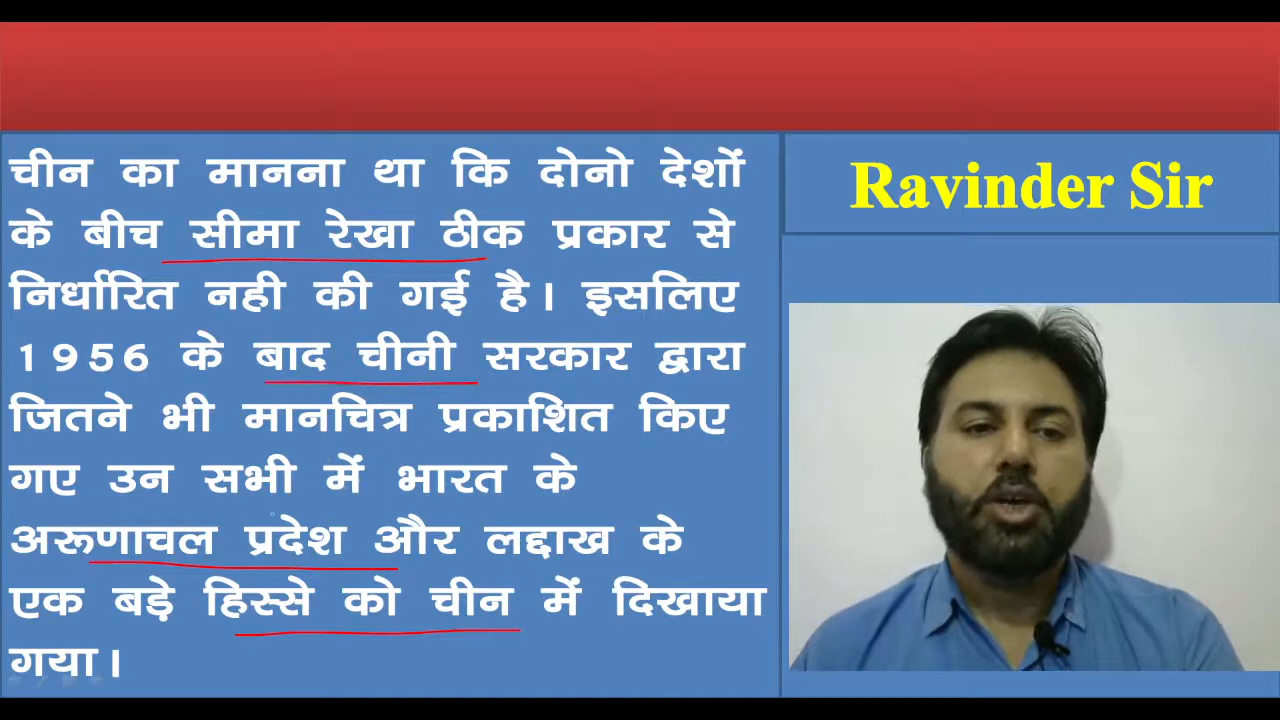 चीन का मानना था कि दोनो देशों
के बीच सीमा रेखा ठीक प्रकार से
निर्धारित नही की गई है। इसलिए
1956 के बाद चीनी सरकार द्वारा
जितने भी मानचित्र प्रकाशित किए
गए उन सभी में भारत के
अरूणाचल प्रदेश और लद्दाख के
एक बड़े हिस्से को चीन में दिखाया
गया।
Ravinder Sir